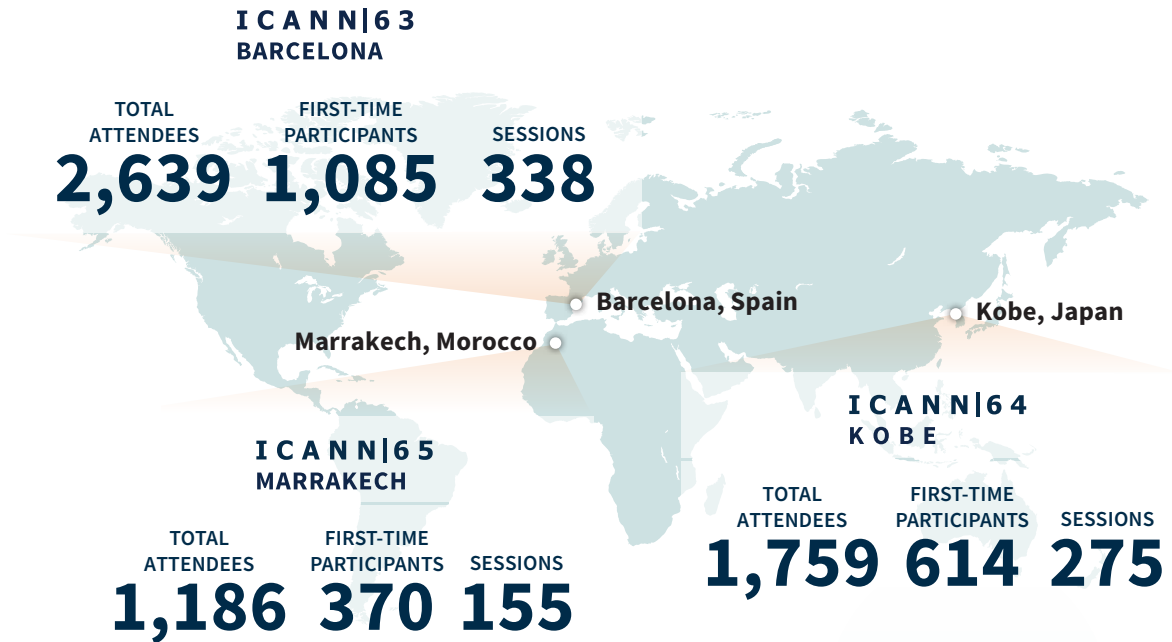 ICANN|63
BARCELONA
TOTAL
ATTENDEES
2,639
FIRST-TIME
PARTICIPANTS
1,085
SESSIONS
338
Barcelona, Spain
Marrakech, Morocco
Kobe, Japan
ICANN|64
KOBE
TOTAL
ATTENDEES
1,759
FIRST-TIME
PARTICIPANTS
614
SESSIONS
275
ICANN|65
MARRAKECH
TOTAL
ATTENDEES
1,186
FIRST-TIME
PARTICIPANTS
370
SESSIONS
155